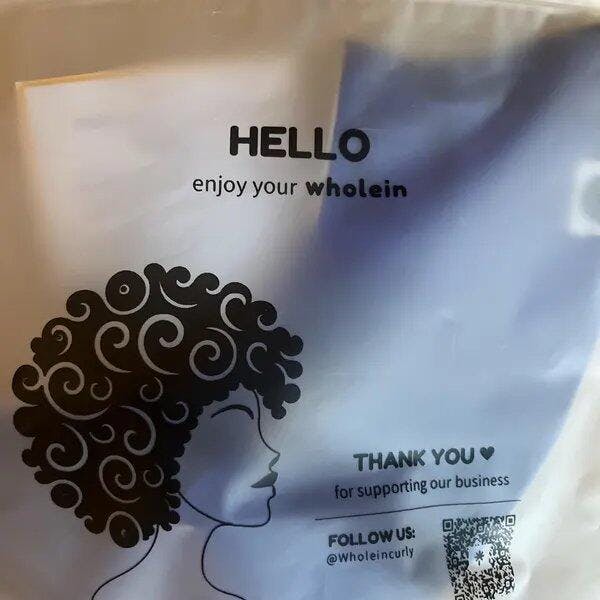 HELLO
enjoy your wholein
THANK YOU ♥
for supporting our business
FOLLOW US:
@Wholeincurly